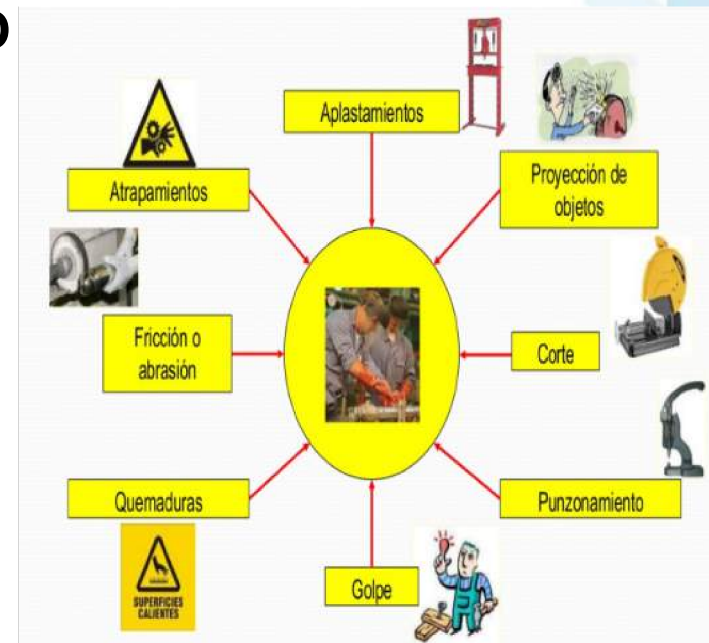 Aplastamientos
Atrapamientos
Proyección de
objetos
Fricción o
abrasión
Corte
Quemaduras
Punzonamiento
SUPERFICIES
CALIENTES
Golpe